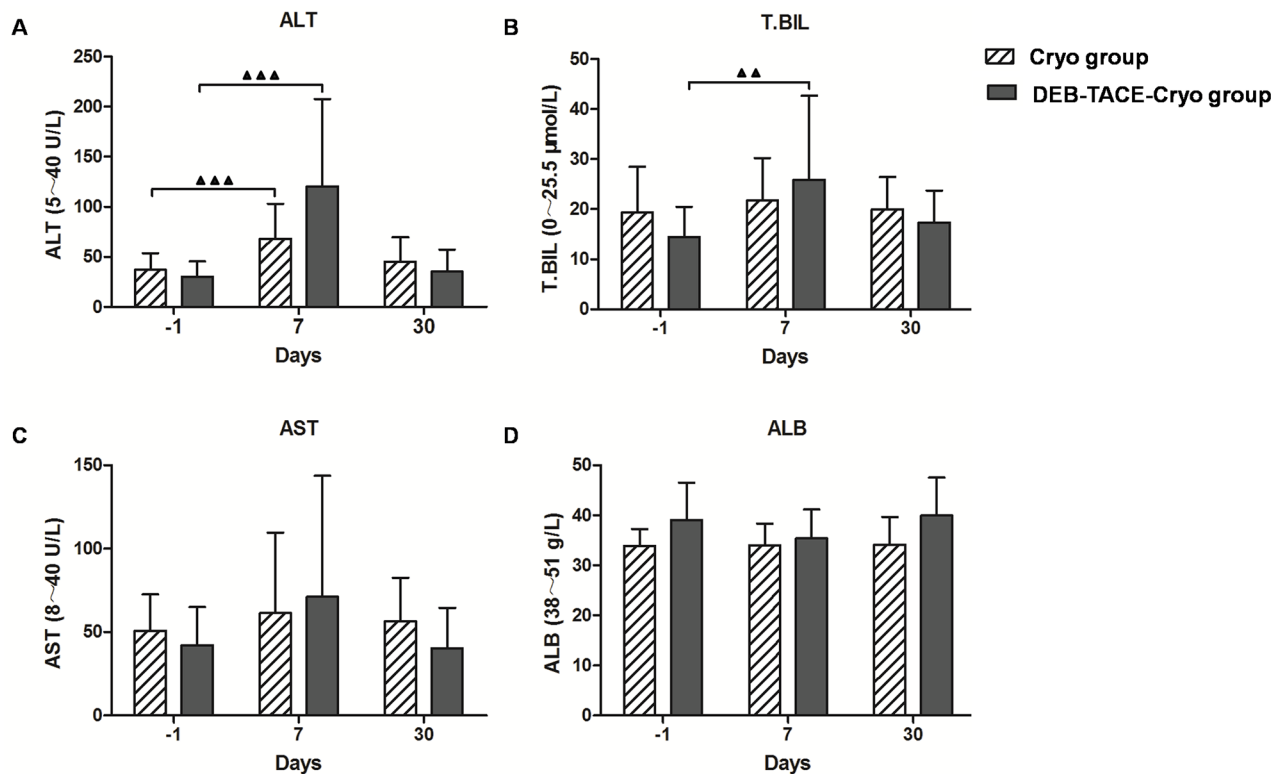 A
ALT
ALT (5～40 U/L)
250
200
150
100
50
0
▲▲▲
▲▲▲
-1 7 30
Days
B
T.BIL
T.BIL (0～25.5 μmol/L)
50
40
30
20
10
0
▲▲
-1 7 30
Days
Cryo group
DEB-TACE-Cryo group
C
AST
AST (8～40 U/L)
150
100
50
0
-1 7 30
Days
D
ALB
ALB (38～51 g/L)
50
40
30
20
10
0
-1 7 30
Days